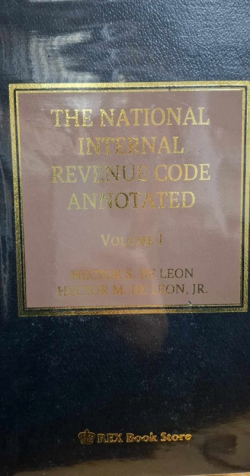 THE NATIONAL
INTERNAL
REVENUE CODE
ANNOTATED
VOLUME I
HECTOR S. DE LEON
HECTOR M. DE LEON, JR.
REX Book Store